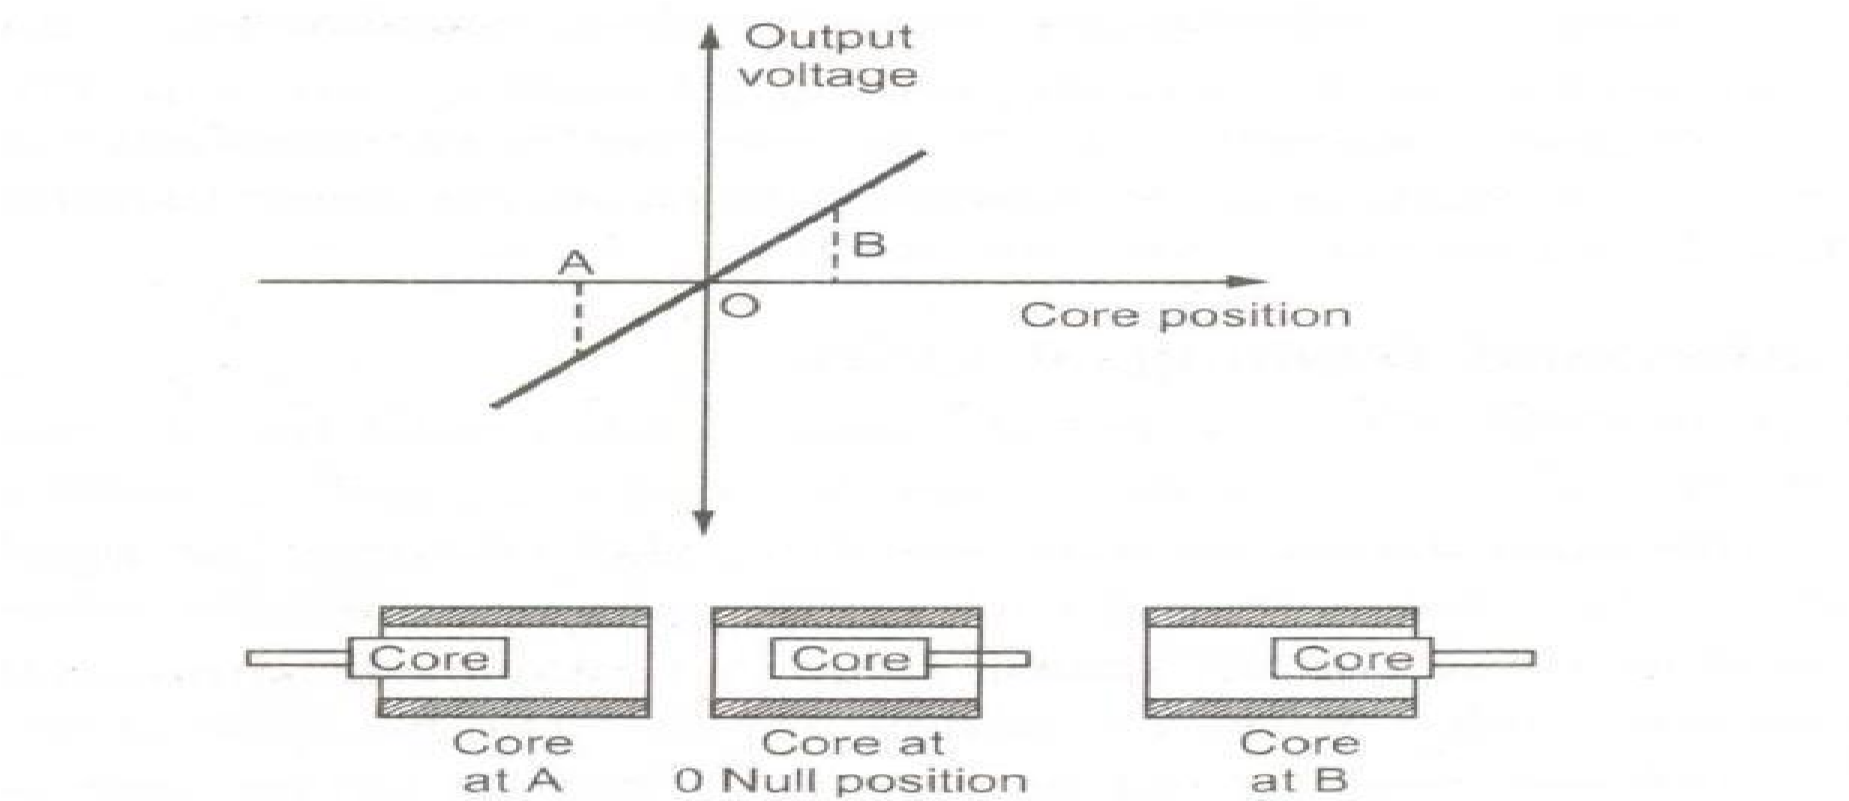 Output
voltage
A
B
O
Core position
Core
Core
Core
Core
at A
Core at
0 Null position
Core
at B